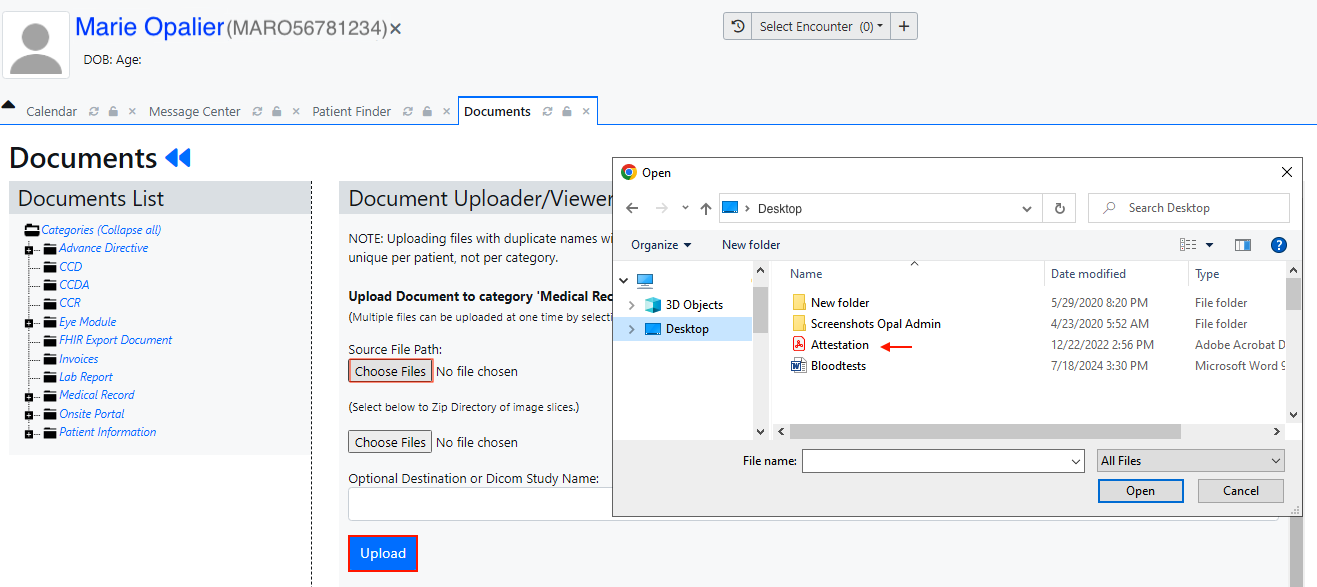 Marie Opalier(MARO56781234)×
DOB: Age:
Select Encounter (0)
+
Calendar
Message Center
Patient Finder
Documents
Documents
Documents List
Categories (Collapse all)
Advance Directive
CCD
CCDA
CCR
Eye Module
FHIR Export Document
Invoices
Lab Report
Medical Record
Onsite Portal
Patient Information
Document Uploader/Viewer
NOTE: Uploading files with duplicate names wi
unique per patient, not per category.
Upload Document to category 'Medical Rec
(Multiple files can be uploaded at one time by selecti
Source File Path:
Choose Files No file chosen
(Select below to Zip Directory of image slices.)
Choose Files No file chosen
Optional Destination or Dicom Study Name:
Upload
Open
Desktop
Search Desktop
Organize
New folder
3D Objects
Desktop
Name Date modified Type
New folder 5/29/2020 8:20 PM File folder
Screenshots Opal Admin 4/23/2020 5:52 AM File folder
Attestation 12/22/2022 2:56 PM Adobe Acrobat D
Bloodtests 7/18/2024 3:30 PM Microsoft Word 9
File name:
All Files
Open Cancel